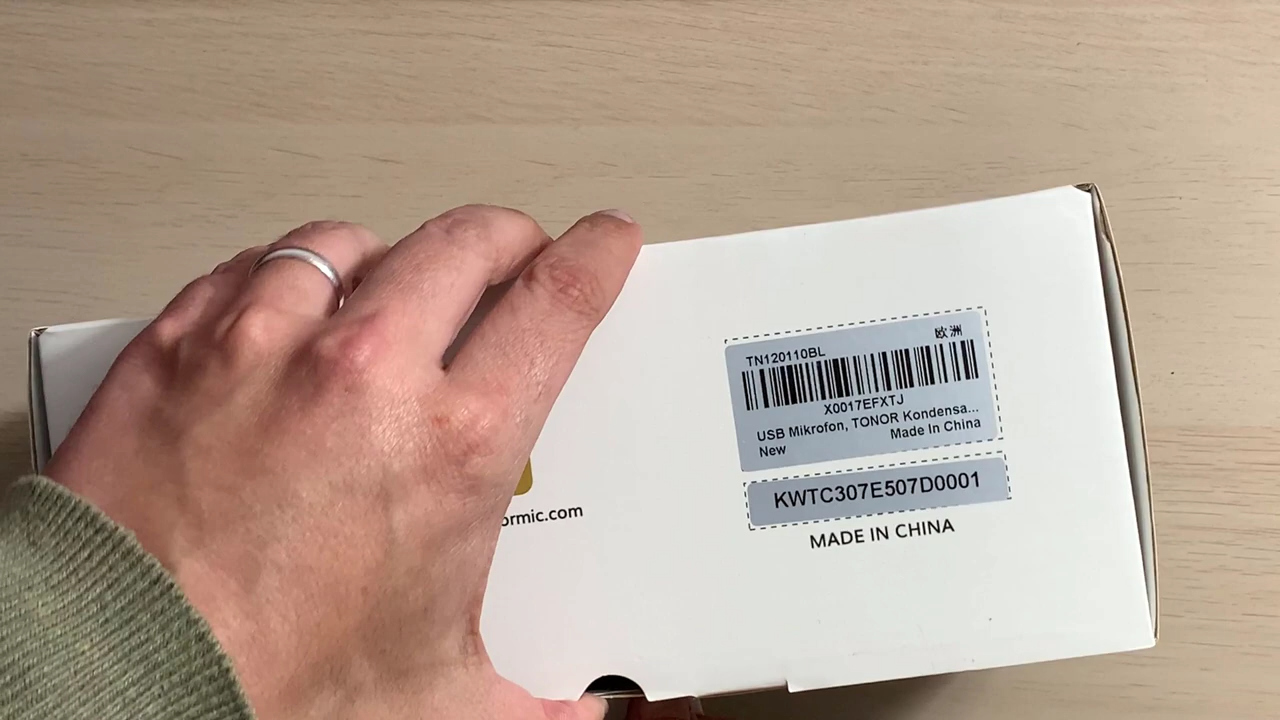 欧洲
TN120110BL
X0017EFXTJ
USB Mikrofon, TONOR Kondensa...
New
Made In China
KWTC307E507D0001
MADE IN CHINA
ormic.com